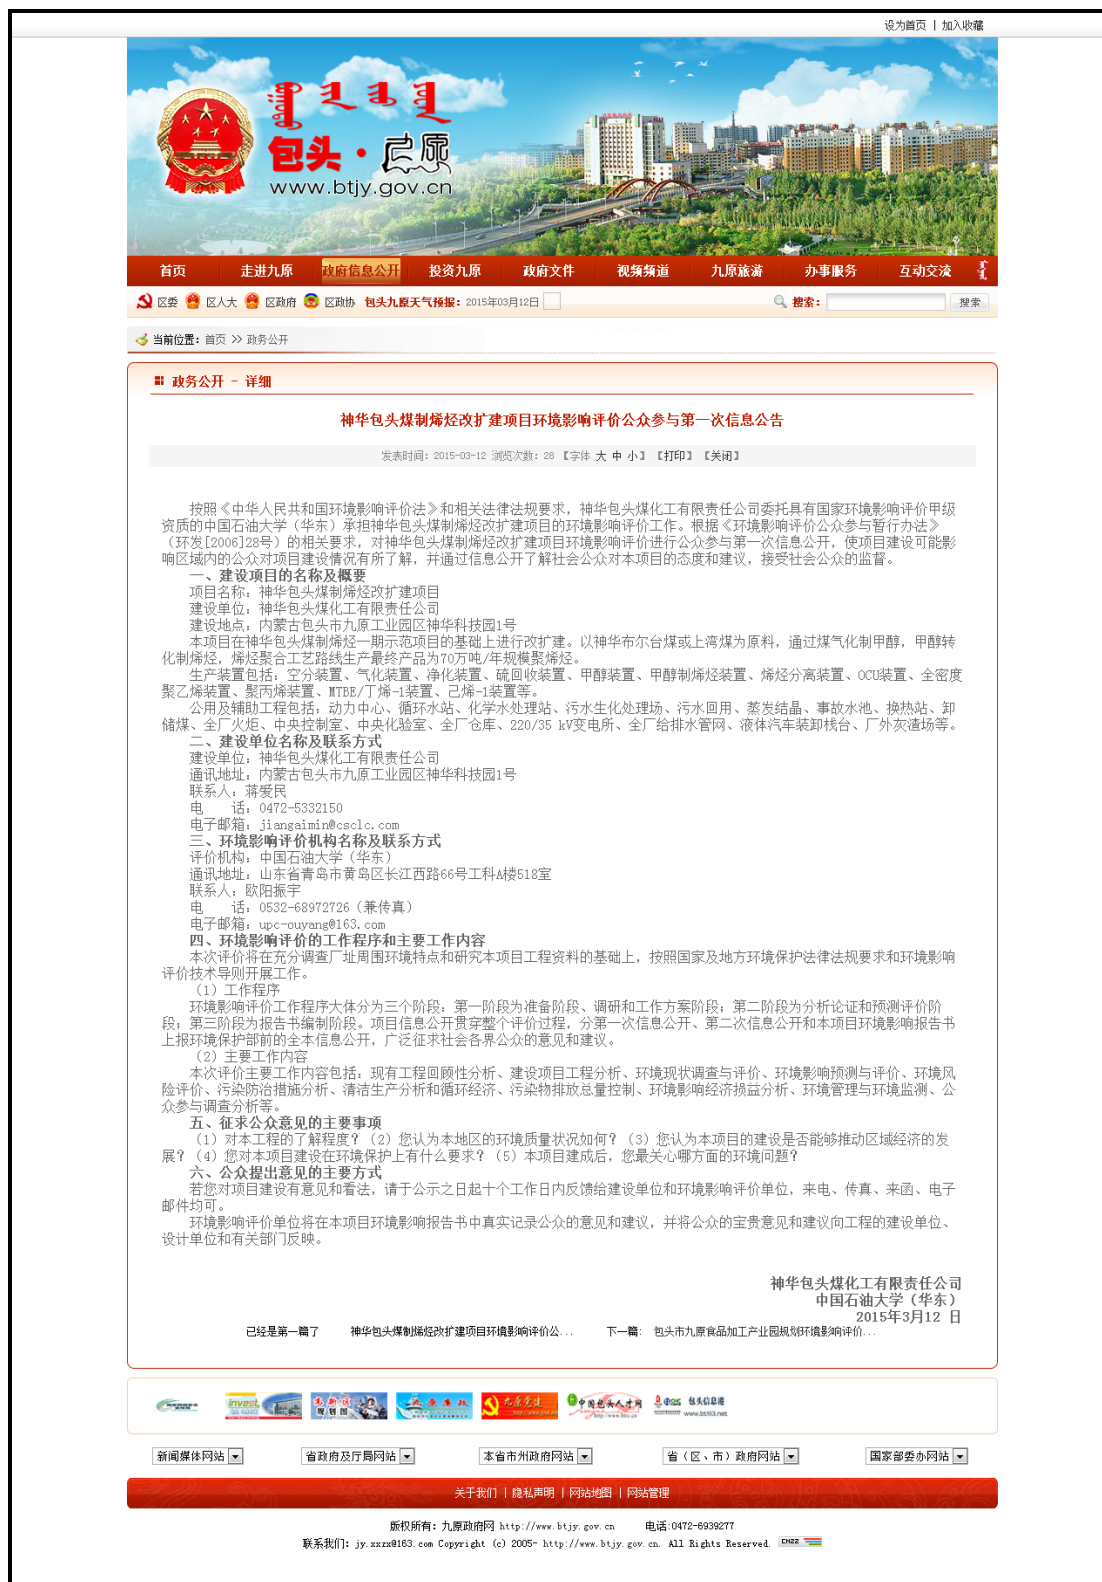 设为首页 | 加入收藏
包头·九原
www.btjy.gov.cn
首页 走进九原 政府信息公开 投资九原 政府文件 视频频道 九原旅游 办事服务 互动交流
区委 区人大 区政府 区政协 包头九原天气预报：2015年03月12日 搜索： 搜索
当前位置：首页 >> 政务公开
政务公开 - 详细
神华包头煤制烯烃改扩建项目环境影响评价公众参与第一次信息公告
发表时间：2015-03-12 浏览次数：28 【字体 大 中 小】 【打印】 【关闭】
按照《中华人民共和国环境影响评价法》和相关法律法规要求，神华包头煤化工有限责任公司委托具有国家环境影响评价甲级
资质的中国石油大学（华东）承担神华包头煤制烯烃改扩建项目的环境影响评价工作。根据《环境影响评价公众参与暂行办法》
（环发[2006]28号）的相关要求，对神华包头煤制烯烃改扩建项目环境影响评价进行公众参与第一次信息公开，使项目建设可能影
响区域内的公众对项目建设情况有所了解，并通过信息公开了解社会公众对本项目的态度和建议，接受社会公众的监督。
一、建设项目的名称及概要
项目名称：神华包头煤制烯烃改扩建项目
建设单位：神华包头煤化工有限责任公司
建设地点：内蒙古包头市九原工业园区神华科技园1号
本项目在神华包头煤制烯烃一期示范项目的基础上进行改扩建。以神华布尔台煤或上湾煤为原料，通过煤气化制甲醇，甲醇转
化制烯烃，烯烃聚合工艺路线生产最终产品为70万吨/年规模聚烯烃。
生产装置包括：空分装置、气化装置、净化装置、硫回收装置、甲醇装置、甲醇制烯烃装置、烯烃分离装置、OCU装置、全密度
聚乙烯装置、聚丙烯装置、MTBE/丁烯-1装置、己烯-1装置等。
公用及辅助工程包括：动力中心、循环水站、化学水处理站、污水生化处理场、污水回用、蒸发结晶、事故水池、换热站、卸
储煤、全厂火炬、中央控制室、中央化验室、全厂仓库、220/35 kV变电所、全厂给排水管网、液体汽车装卸栈台、厂外灰渣场等。
二、建设单位名称及联系方式
建设单位：神华包头煤化工有限责任公司
通讯地址：内蒙古包头市九原工业园区神华科技园1号
联系人：蒋爱民
电　　话：0472-5332150
电子邮箱：jiangaimin@csclc.com
三、环境影响评价机构名称及联系方式
评价机构：中国石油大学（华东）
通讯地址：山东省青岛市黄岛区长江西路66号工科A楼518室
联系人：欧阳振宇
电　　话：0532-68972726（兼传真）
电子邮箱：upc-ouyang@163.com
四、环境影响评价的工作程序和主要工作内容
本次评价将在充分调查厂址周围环境特点和研究本项目工程资料的基础上，按照国家及地方环境保护法律法规要求和环境影响
评价技术导则开展工作。
（1）工作程序
环境影响评价工作程序大体分为三个阶段：第一阶段为准备阶段、调研和工作方案阶段；第二阶段为分析论证和预测评价阶
段；第三阶段为报告书编制阶段。项目信息公开贯穿整个评价过程，分第一次信息公开、第二次信息公开和本项目环境影响报告书
上报环境保护部前的全本信息公开，广泛征求社会各界公众的意见和建议。
（2）主要工作内容
本次评价主要工作内容包括：现有工程回顾性分析、建设项目工程分析、环境现状调查与评价、环境影响预测与评价、环境风
险评价、污染防治措施分析、清洁生产分析和循环经济、污染物排放总量控制、环境影响经济损益分析、环境管理与环境监测、公
众参与调查分析等。
五、征求公众意见的主要事项
（1）对本工程的了解程度？（2）您认为本地区的环境质量状况如何？（3）您认为本项目的建设是否能够推动区域经济的发
展？（4）您对本项目建设在环境保护上有什么要求？（5）本项目建成后，您最关心哪方面的环境问题？
六、公众提出意见的主要方式
若您对项目建设有意见和看法，请于公示之日起十个工作日内反馈给建设单位和环境影响评价单位，来电、传真、来函、电子
邮件均可。
环境影响评价单位将在本项目环境影响报告书中真实记录公众的意见和建议，并将公众的宝贵意见和建议向工程的建设单位、
设计单位和有关部门反映。
神华包头煤化工有限责任公司
中国石油大学（华东）
2015年3月12 日
已经是第一篇了 神华包头煤制烯烃改扩建项目环境影响评价公... 下一篇： 包头市九原食品加工产业园规划环境影响评价...
invest 高新区规划图 九原廉政 九原党建 中国包头人才网 包头信息港
www.bt163.net
新闻媒体网站 省政府及厅局网站 本省市州政府网站 省（区、市）政府网站 国家部委办网站
关于我们 | 隐私声明 | 网站地图 | 网站管理
版权所有：九原政府网 http://www.btjy.gov.cn 电话:0472-6939277
联系我们：jy.xxzx@163.com Copyright (c) 2005- http://www.btjy.gov.cn. All Rights Reserved. CNZZ